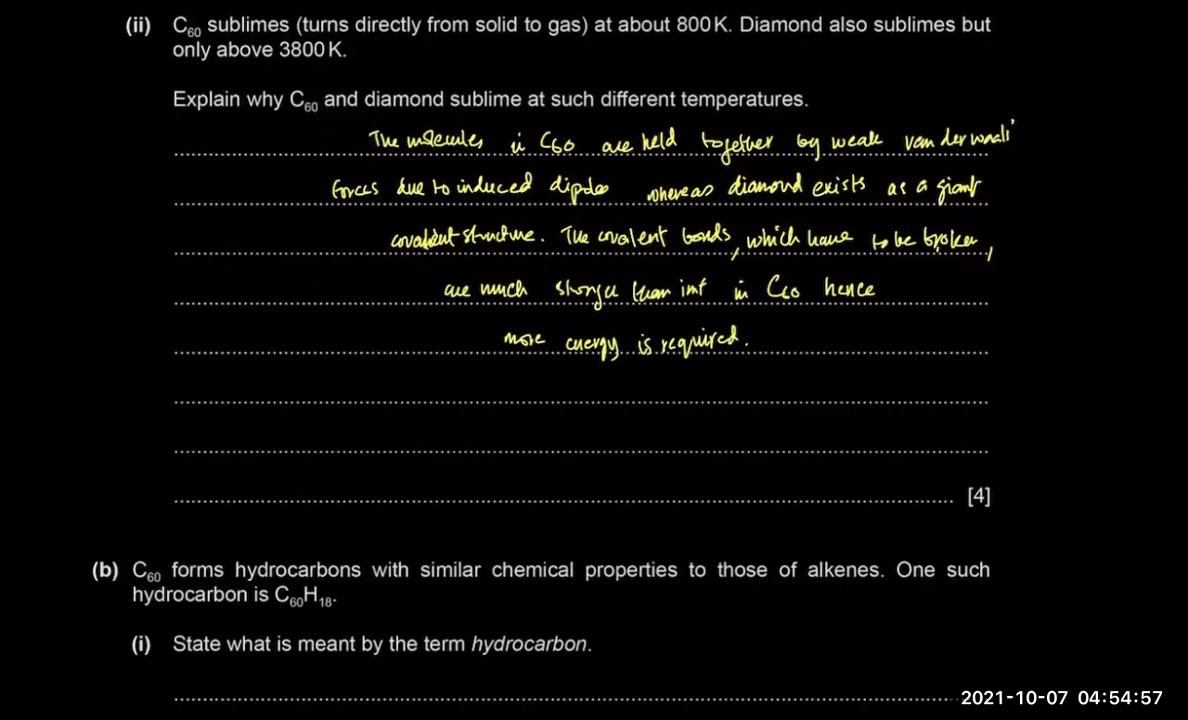 (ii) C60 sublimes (turns directly from solid to gas) at about 800 K. Diamond also sublimes but
only above 3800 K.
Explain why C60 and diamond sublime at such different temperatures.
The molecules in C60 are held together by weak van der waals'
forces due to induced dipoles whereas diamond exists as a giant
covalent structure. The covalent bonds, which have to be broken,
are much stronger than imf in C60 hence
more energy is required.
[4]
(b) C60 forms hydrocarbons with similar chemical properties to those of alkenes. One such
hydrocarbon is C60H18.
(i) State what is meant by the term hydrocarbon.
2021-10-07 04:54:57